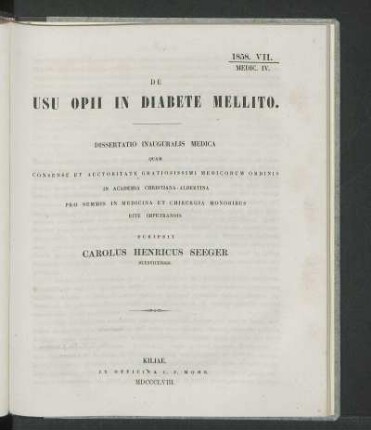 1858. VII.
MEDIC. IV.
DE
USU OPII IN DIABETE MELLITO.
DISSERTATIO INAUGURALIS MEDICA
QUAM
CONSENSU ET AUCTORITATE GRATIOSISSIMI MEDICORUM ORDINIS
IN ACADEMIA CHRISTIANA-ALBERTINA
PRO SUMMIS IN MEDICINA ET CHIRURGIA HONORIBUS
RITE IMPETRANDIS
SCRIPSIT
CAROLUS HENRICUS SEEGER
KILIAE.
EX OFFICINA C. F. MOHR.
MDCCCLVIII.